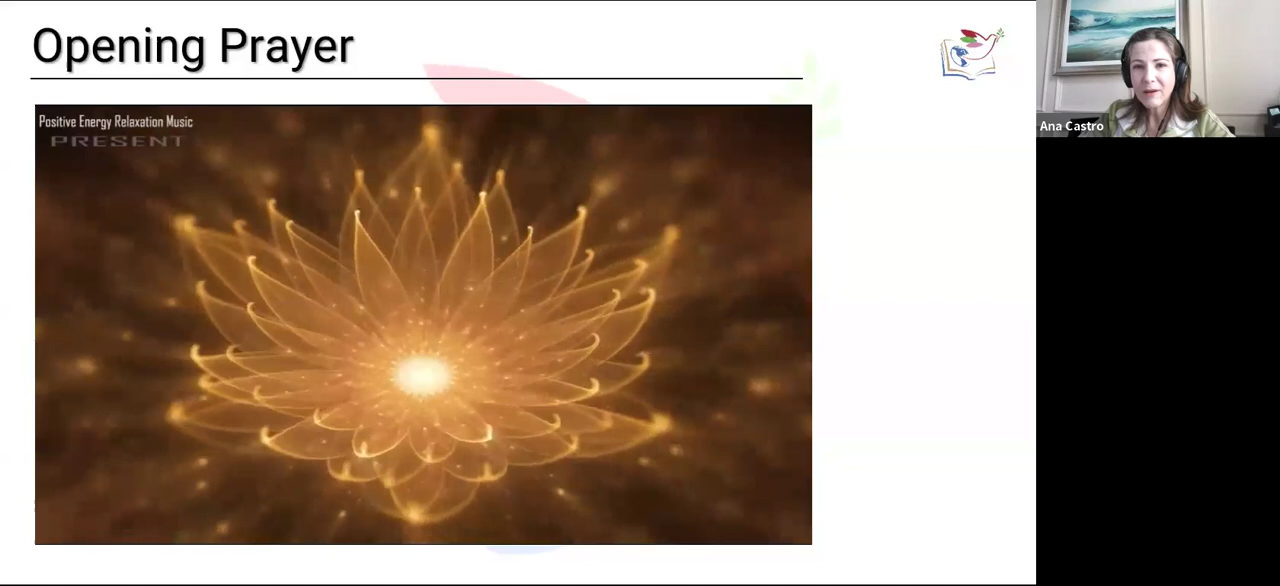 Opening Prayer
Positive Energy Relaxation Music
PRESENT
Ana Castro